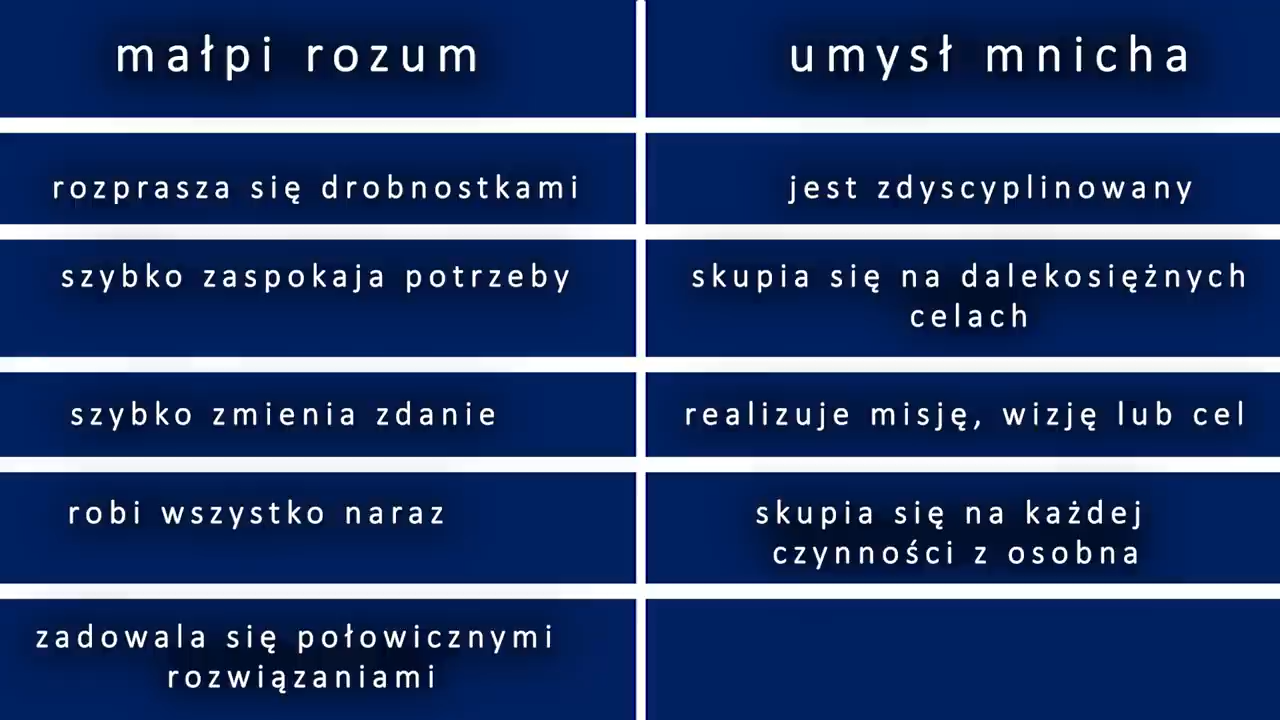 małpi rozum
umysł mnicha
rozprasza się drobnostkami
jest zdyscyplinowany
szybko zaspokaja potrzeby
skupia się na dalekosiężnych
celach
szybko zmienia zdanie
realizuje misję, wizję lub cel
robi wszystko naraz
skupia się na każdej
czynności z osobna
zadowala się połowicznymi
rozwiązaniami